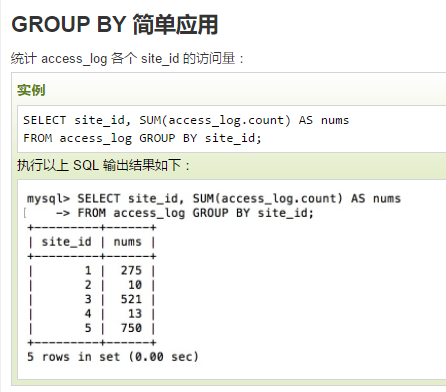 GROUP BY 简单应用
统计 access_log 各个 site_id 的访问量：
实例
SELECT site_id, SUM(access_log.count) AS nums
FROM access_log GROUP BY site_id;
执行以上 SQL 输出结果如下：
mysql> SELECT site_id, SUM(access_log.count) AS nums
    -> FROM access_log GROUP BY site_id;
+---------+------+
| site_id | nums |
+---------+------+
|       1 |  275 |
|       2 |   10 |
|       3 |  521 |
|       4 |   13 |
|       5 |  750 |
+---------+------+
5 rows in set (0.00 sec)